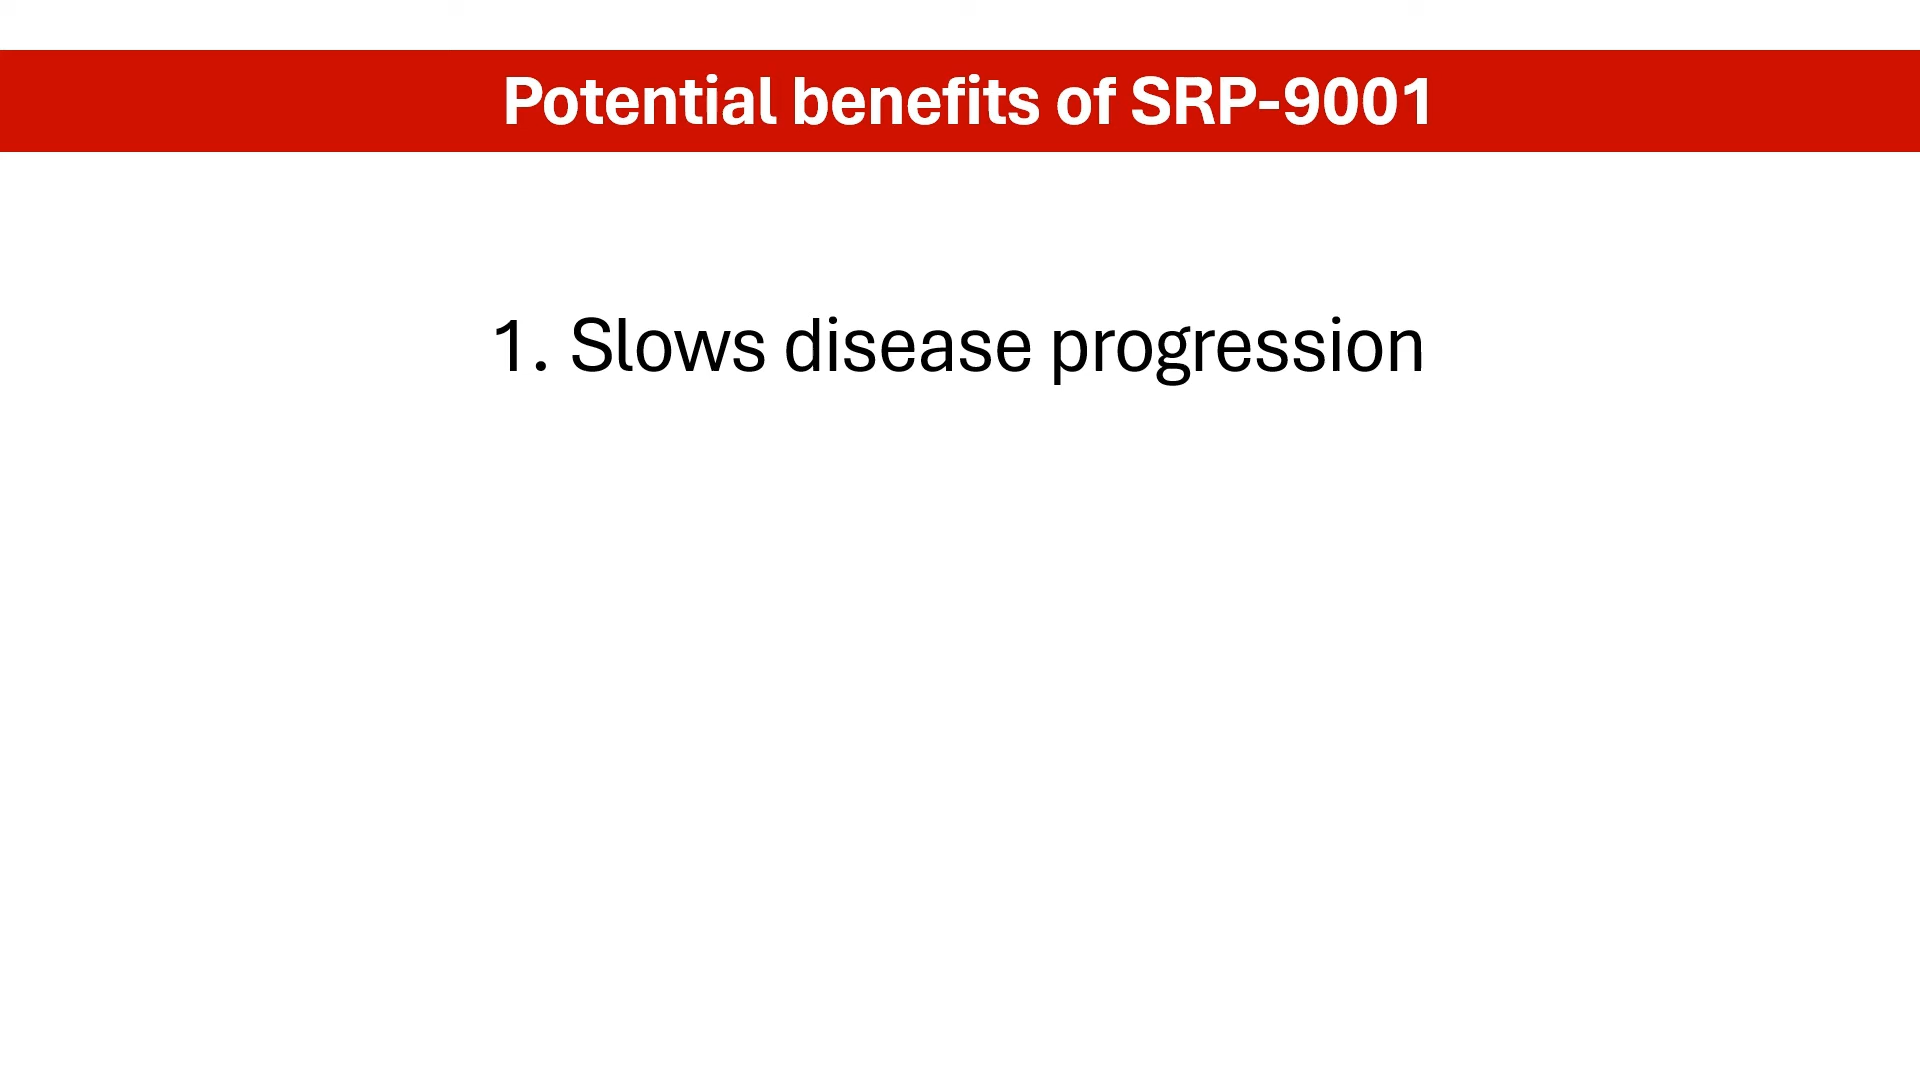 Potential benefits of SRP-9001
1. Slows disease progression